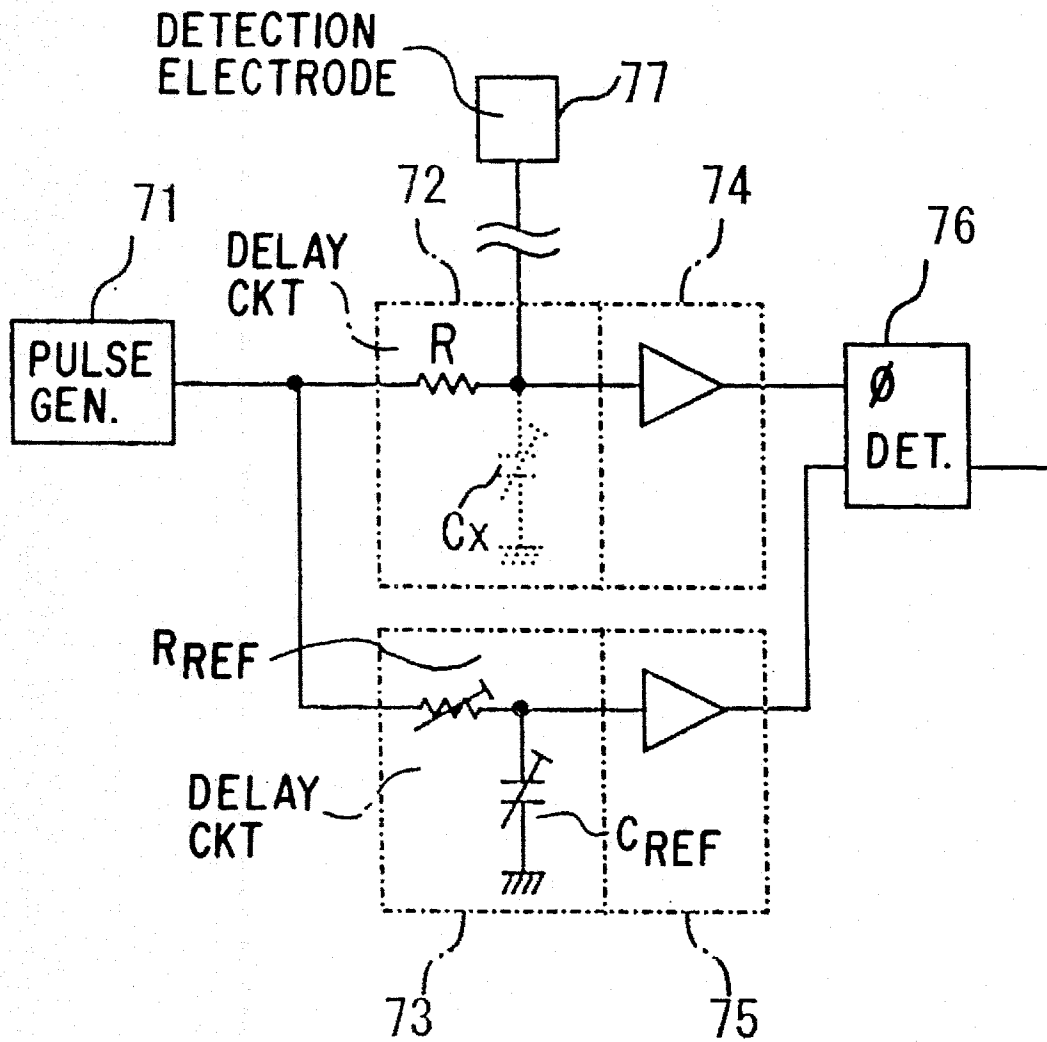 DETECTION
ELECTRODE
77
72
74
71
76
DELAY
CKT
R
PULSE
GEN.
Ø
DET.
Cx
RREF
DELAY
CKT
CREF
73
75